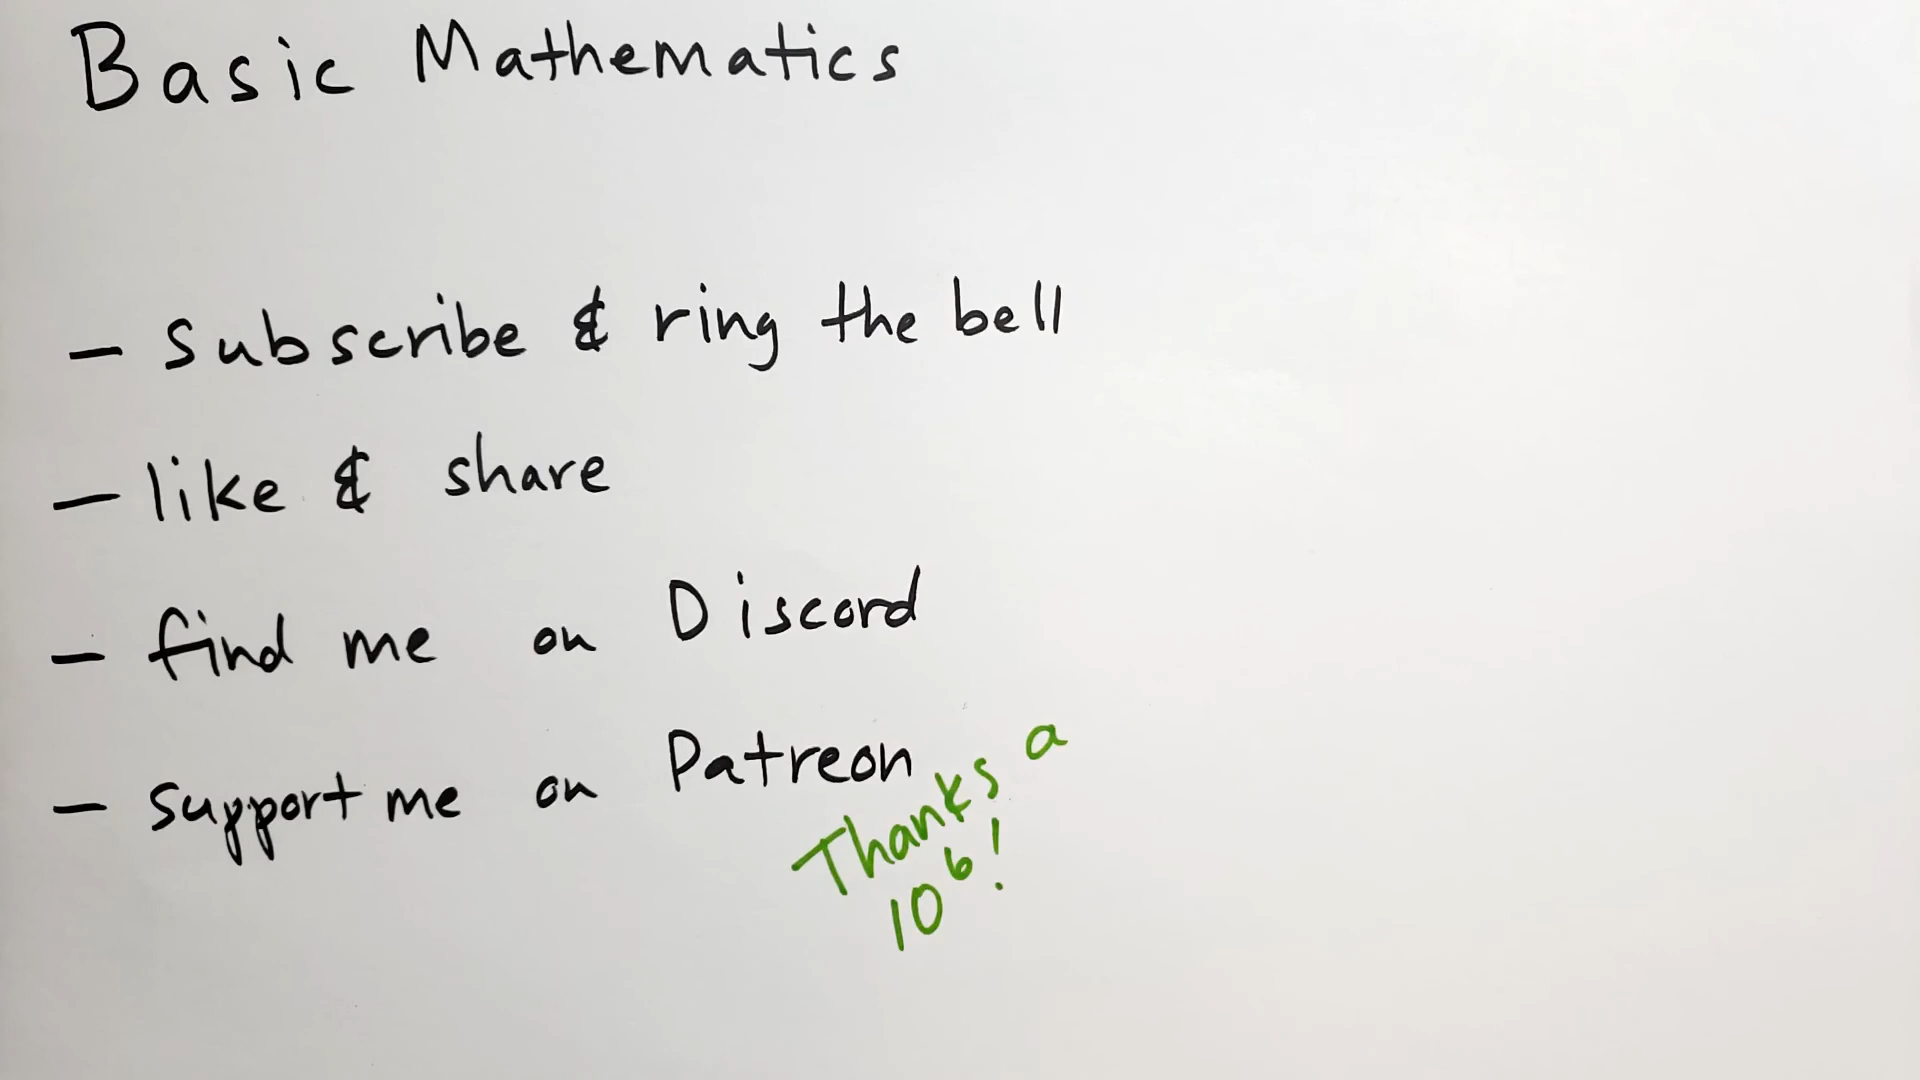 Basic Mathematics
- subscribe & ring the bell
- like & share
- find me on Discord
- support me on Patreon
Thanks a
10⁶!